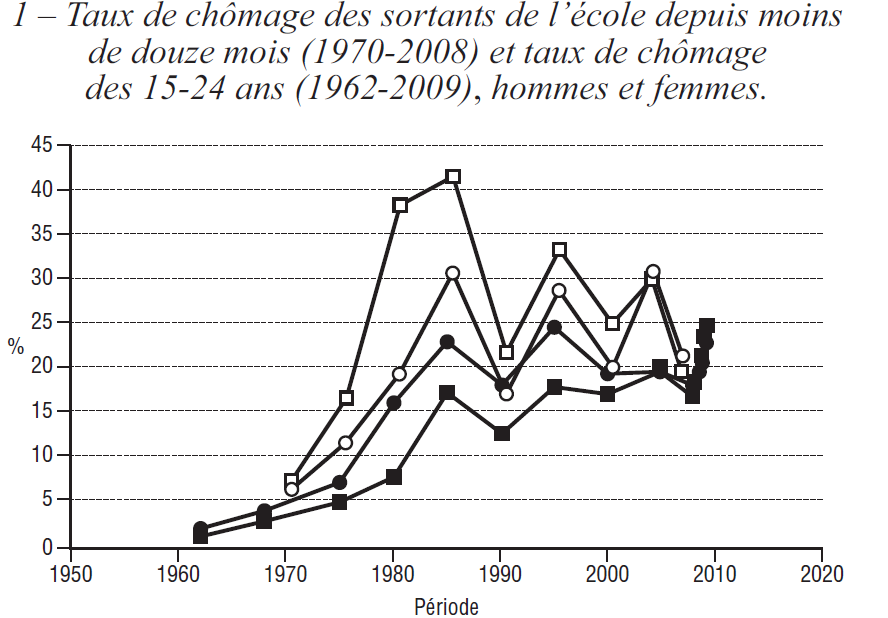 1 – Taux de chômage des sortants de l’école depuis moins
de douze mois (1970-2008) et taux de chômage
des 15-24 ans (1962-2009), hommes et femmes.
45
40
35
30
25
%
20
15
10
5
0
1950 1960 1970 1980 1990 2000 2010 2020
Période